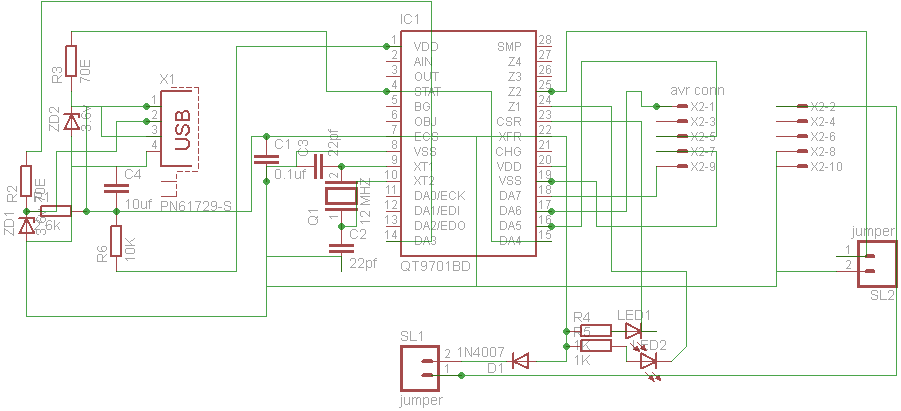 IC1
1 VDD SMP 28
2 AIN Z4 27
3 OUT Z3 26
4 STAT Z2 25
5 BG Z1 24
6 OBJ CSR 23
7 ECS XFR 22
8 VSS CHG 21
9 XT1 VDD 20
10 XT2 VSS 19
11 DA0/ECK DA7 18
12 DA1/EDI DA6 17
13 DA2/EDO DA5 16
14 DA3 DA4 15
QT9701BD
R3
70E
X1
ZD2
3.6v
1
2
3
4
USB
PN61729-S
C1
0.1uf
C3
22pf
R2
70E
ZD1
R1
2.6k
C4
10uf
R6
10K
Q1
2
1
12 MHZ
C2
22pf
avr conn
X2-1 X2-2
X2-3 X2-4
X2-5 X2-6
X2-7 X2-8
X2-9 X2-10
jumper
1
2
SL2
R4
R5
1K
1K
LED1
LED2
SL1
2
1
1N4007
D1
jumper